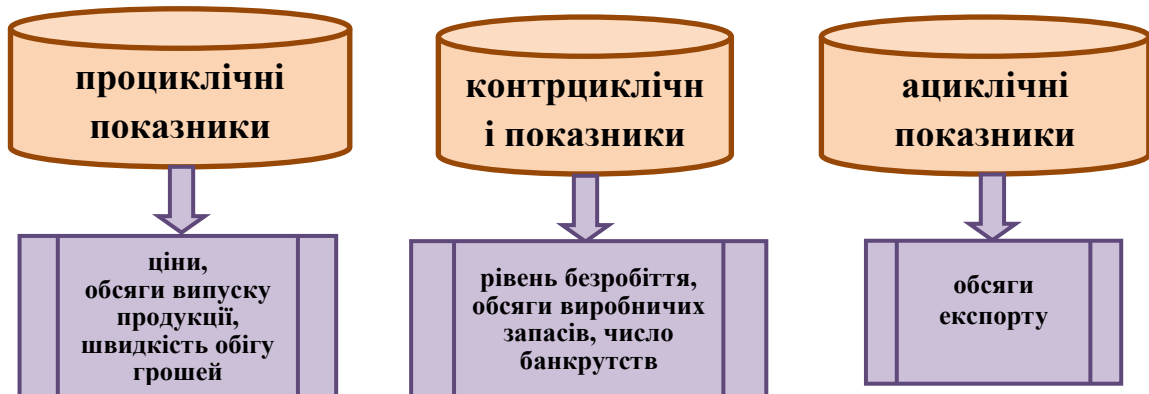 проциклічні
показники
контрциклічн
і показники
ациклічні
показники
ціни,
обсяги випуску
продукції,
швидкість обігу
грошей
рівень безробіття,
обсяги виробничих
запасів, число
банкрутств
обсяги
експорту